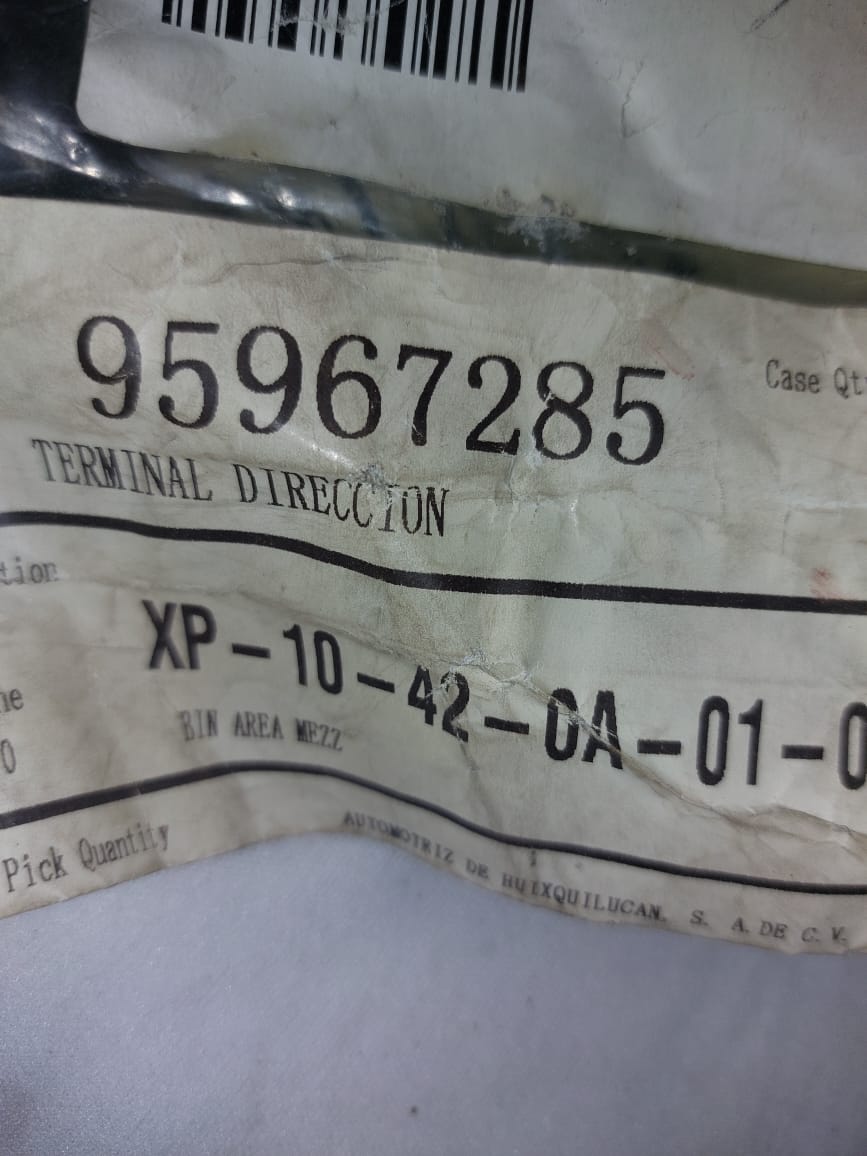 95967285
Case Qt
TERMINAL DIRECCION
tion
XP-10-42-0A-01-0
BIN AREA MEZZ
0
Pick Quantity
AUTOMOTRIZ DE HUIXQUILUCAN, S. A. DE C. V.